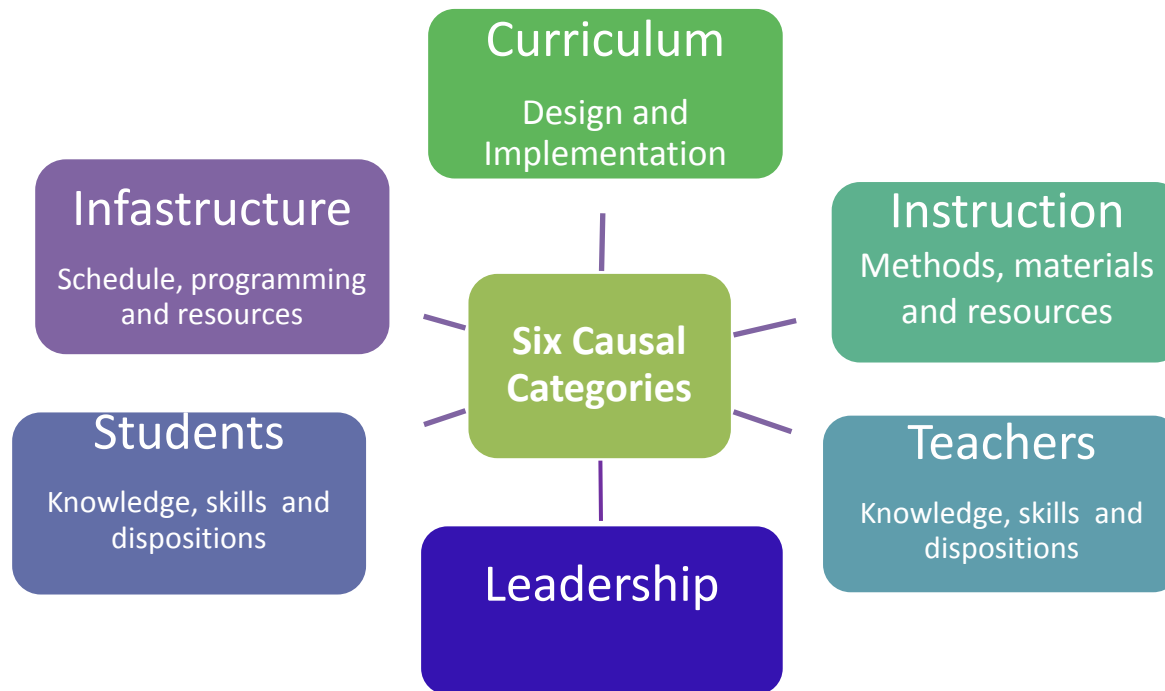 Curriculum
Design and
Implementation
Infastructure
Schedule, programming
and resources
Instruction
Methods, materials
and resources
Six Causal
Categories
Students
Knowledge, skills and
dispositions
Teachers
Knowledge, skills and
dispositions
Leadership